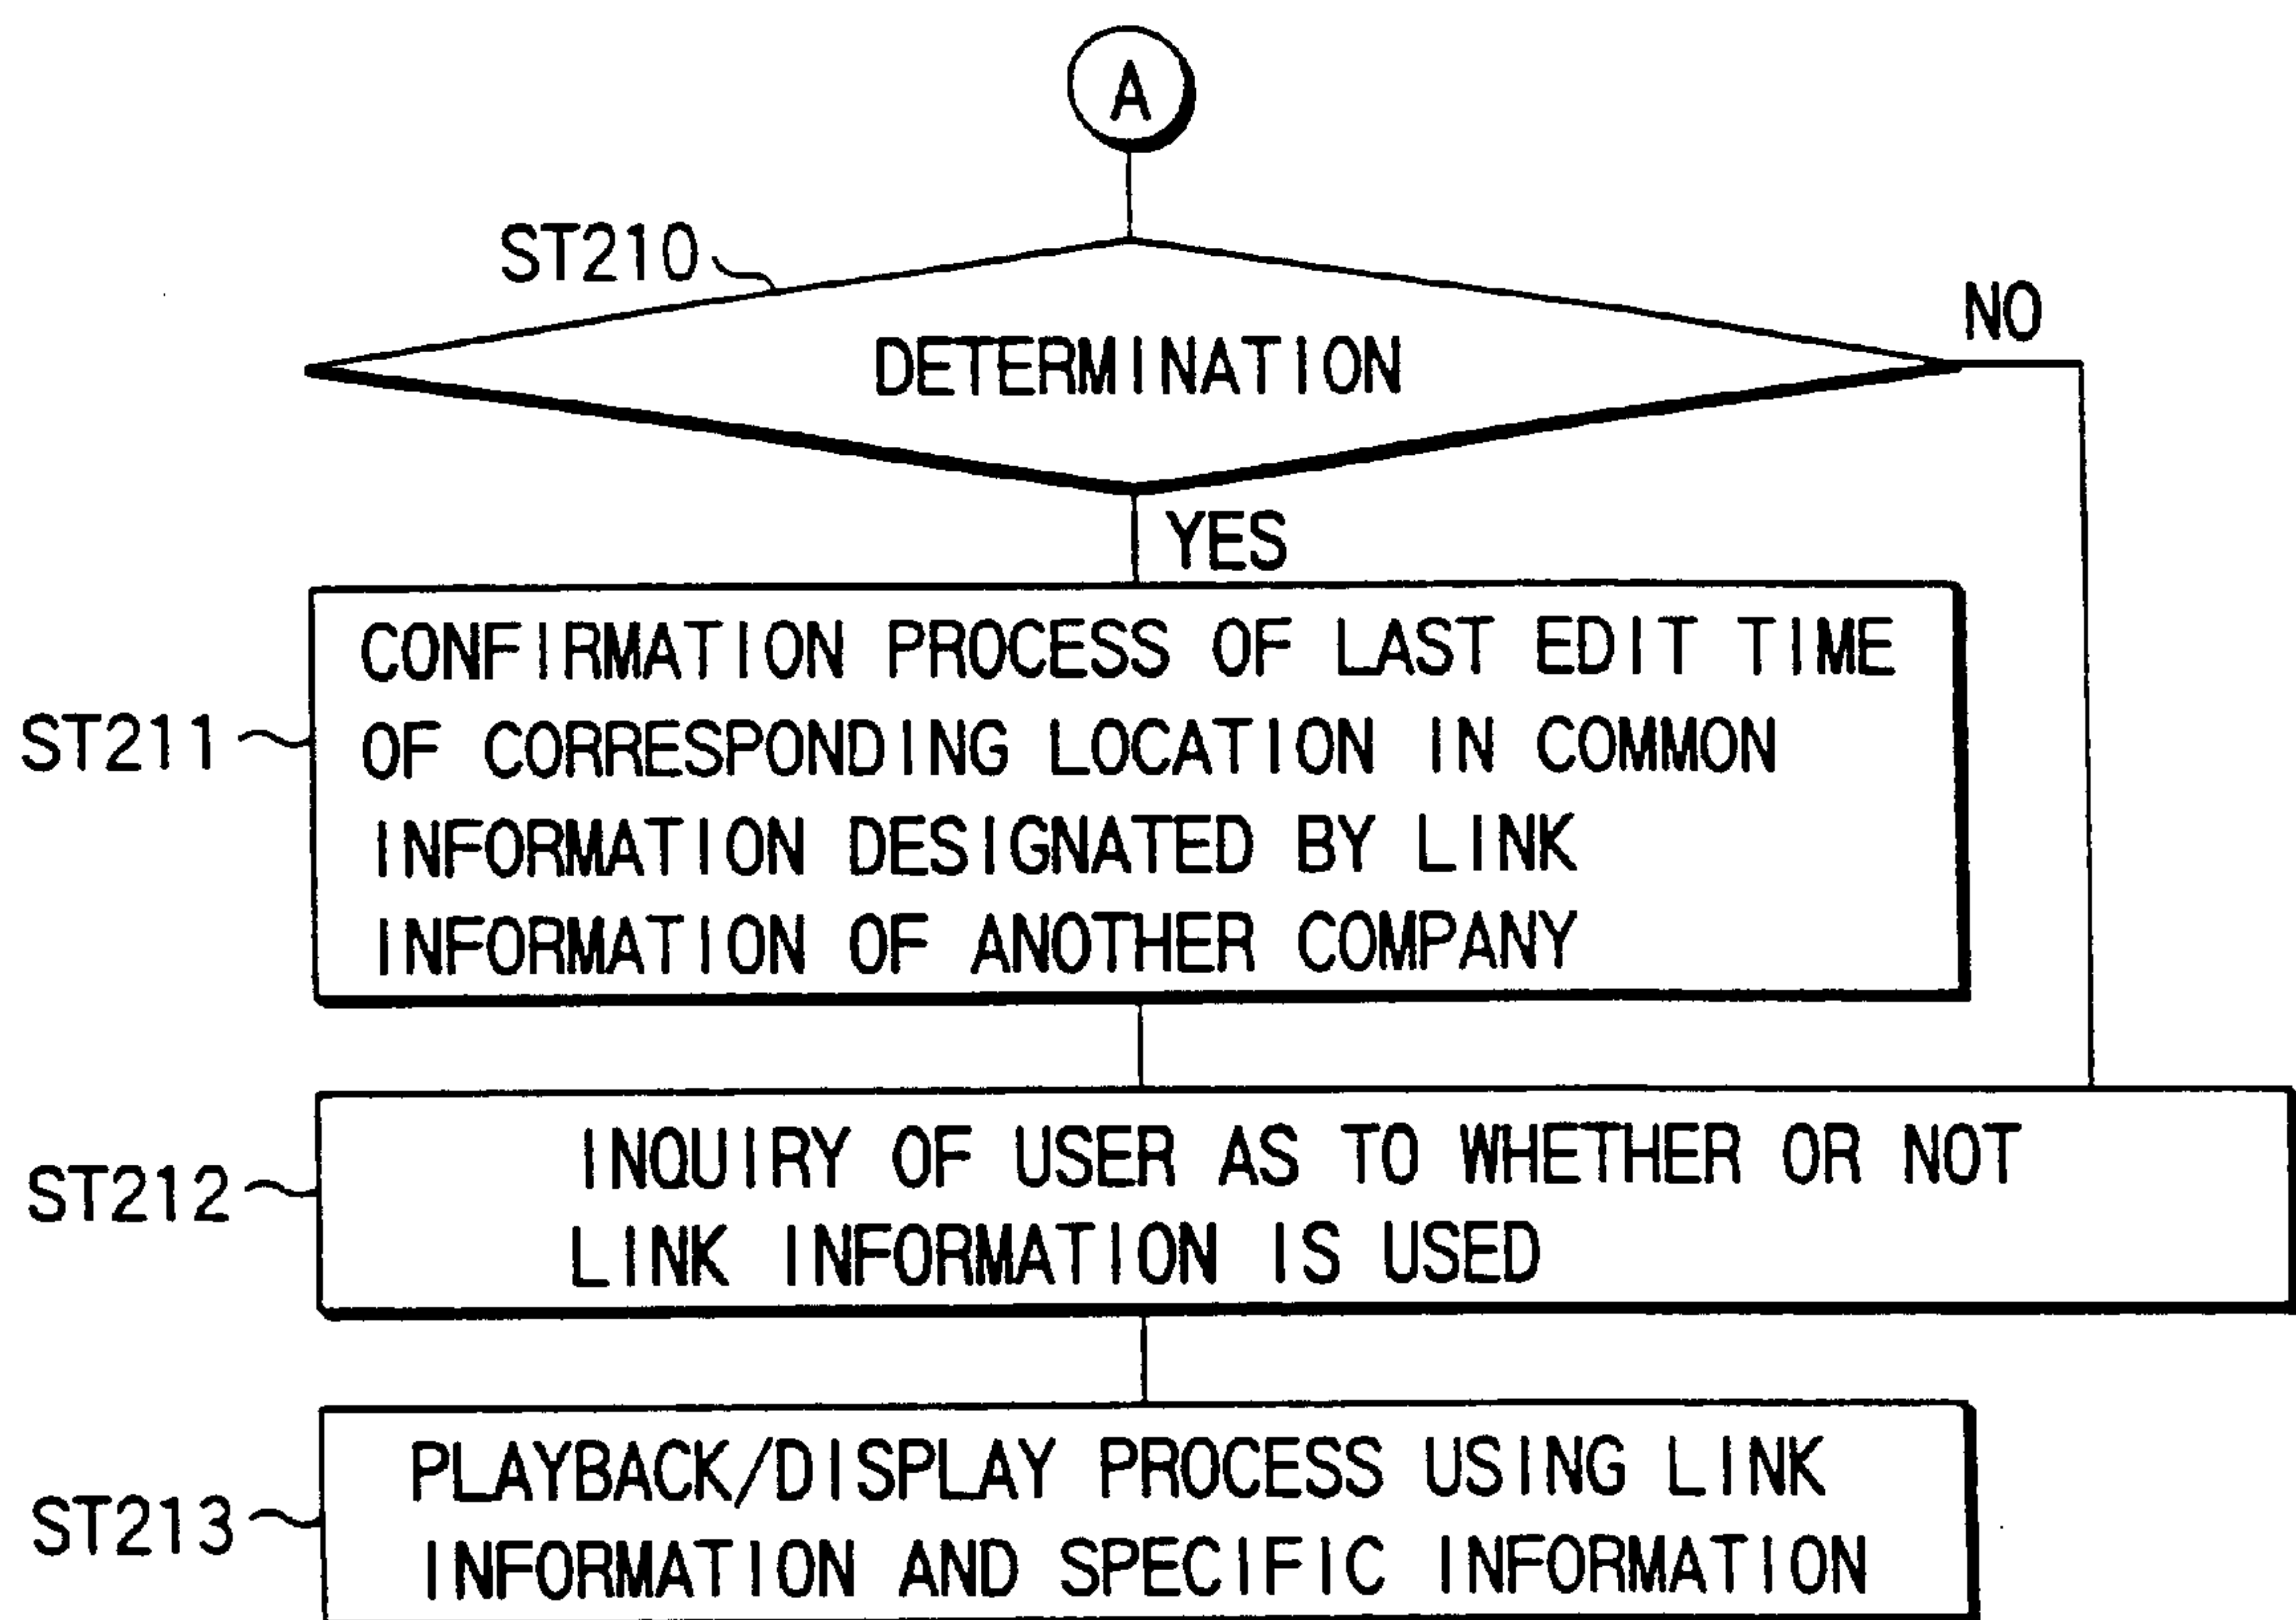 A
ST210
DETERMINATION
NO
YES
ST211
CONFIRMATION PROCESS OF LAST EDIT TIME
OF CORRESPONDING LOCATION IN COMMON
INFORMATION DESIGNATED BY LINK
INFORMATION OF ANOTHER COMPANY
ST212
INQUIRY OF USER AS TO WHETHER OR NOT
LINK INFORMATION IS USED
ST213
PLAYBACK/DISPLAY PROCESS USING LINK
INFORMATION AND SPECIFIC INFORMATION